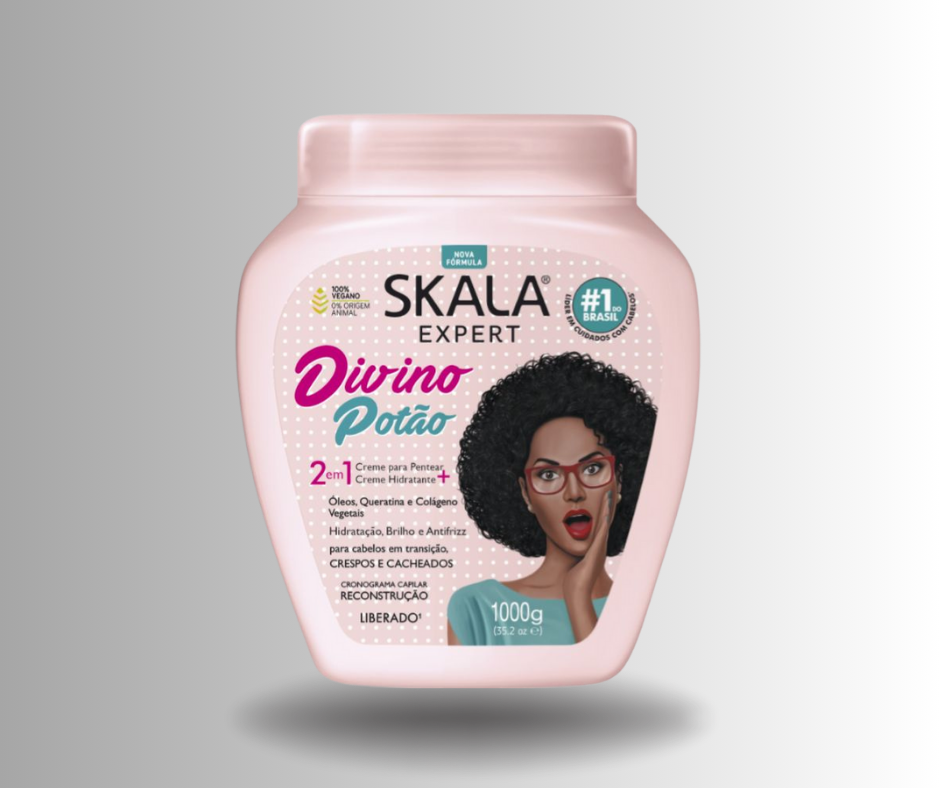 NOVA
FÓRMULA
100%
VEGANO
0% ORIGEM
ANIMAL
SKALA®
EXPERT
#1 DO
BRASIL
LÍDER EM CUIDADOS COM CABELOS
Divino
Potão
2em1 Creme para Pentear
Creme Hidratante +
Óleos, Queratina e Colágeno
Vegetais
Hidratação, Brilho e Antifrizz
para cabelos em transição,
CRESPOS E CACHEADOS
CRONOGRAMA CAPILAR
RECONSTRUÇÃO
LIBERADO¹
1000g
(35.2 oz ℮)